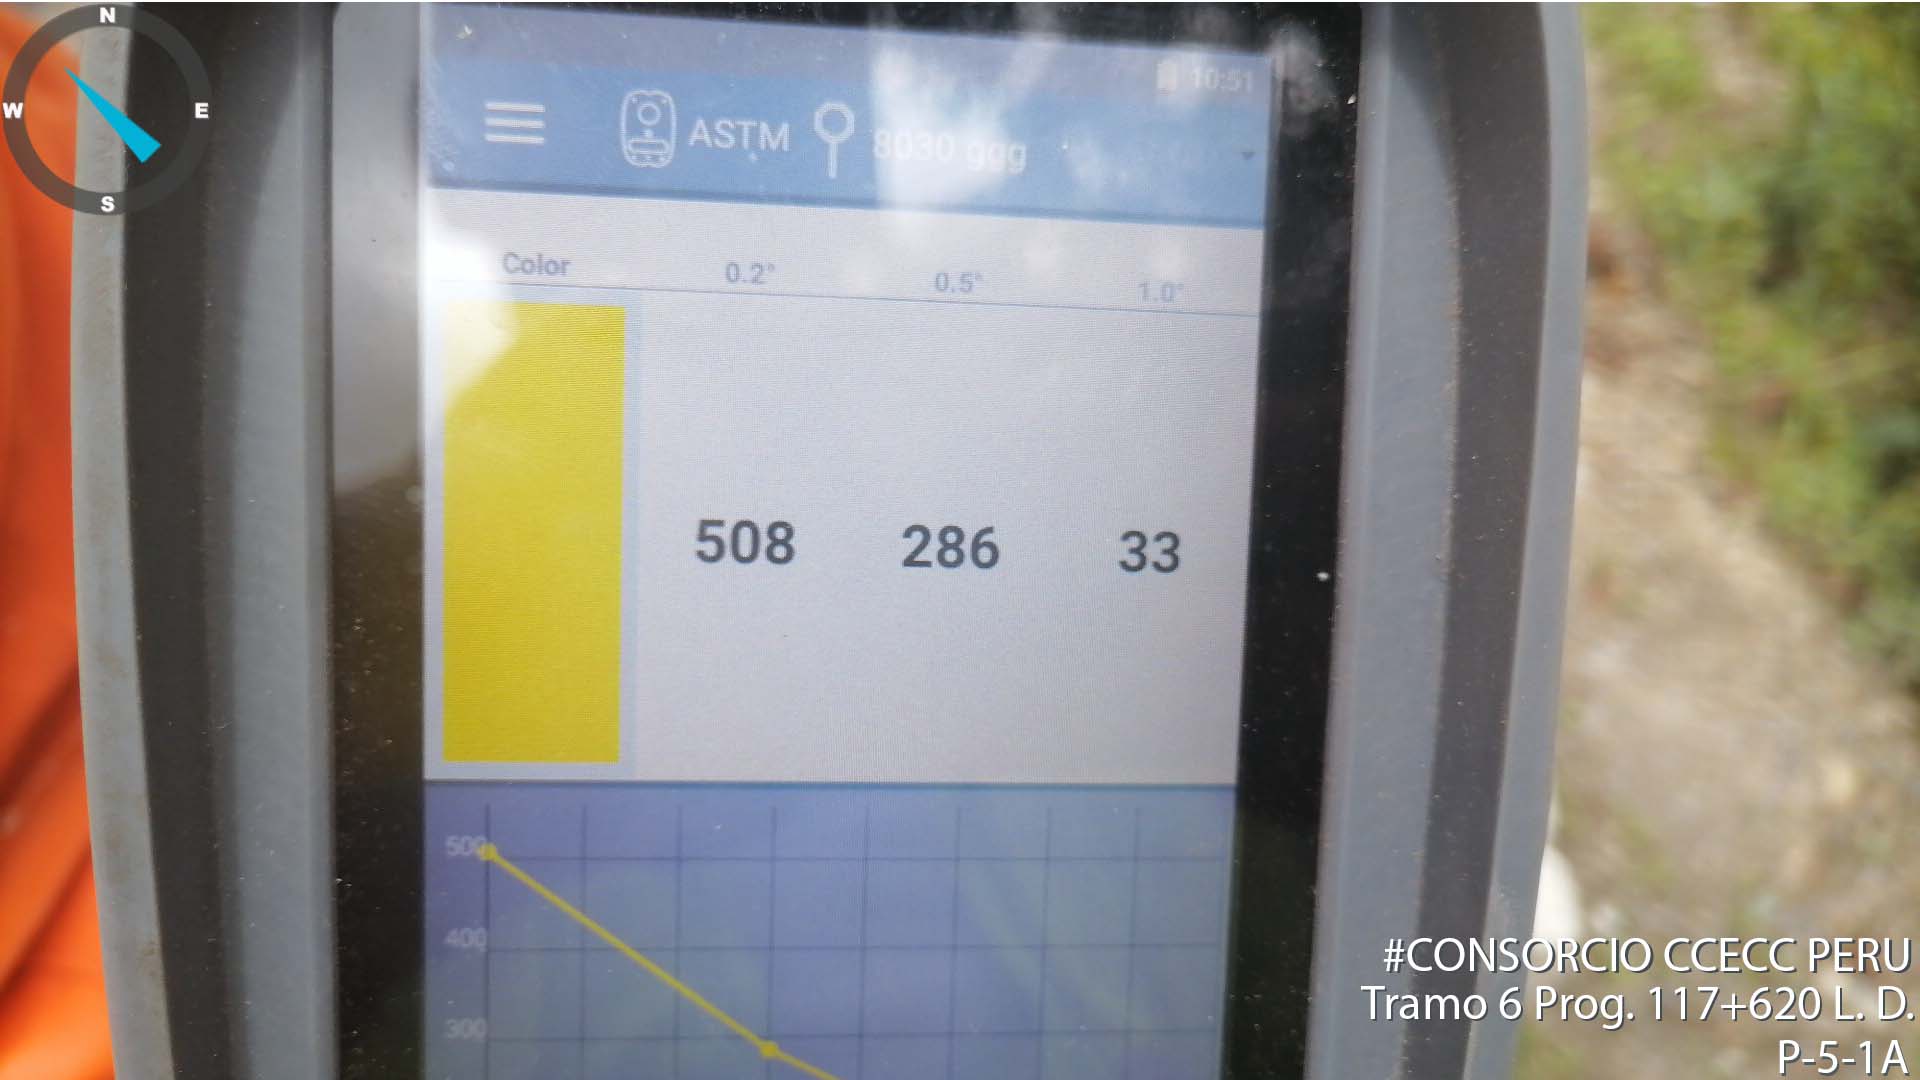 N
W E
S
10:51
ASTM 8030 ggg
Color 0.2° 0.5° 1.0°
508 286 33
500
400
300
#CONSORCIO CCECC PERU
Tramo 6 Prog. 117+620 L. D.
P-5-1A